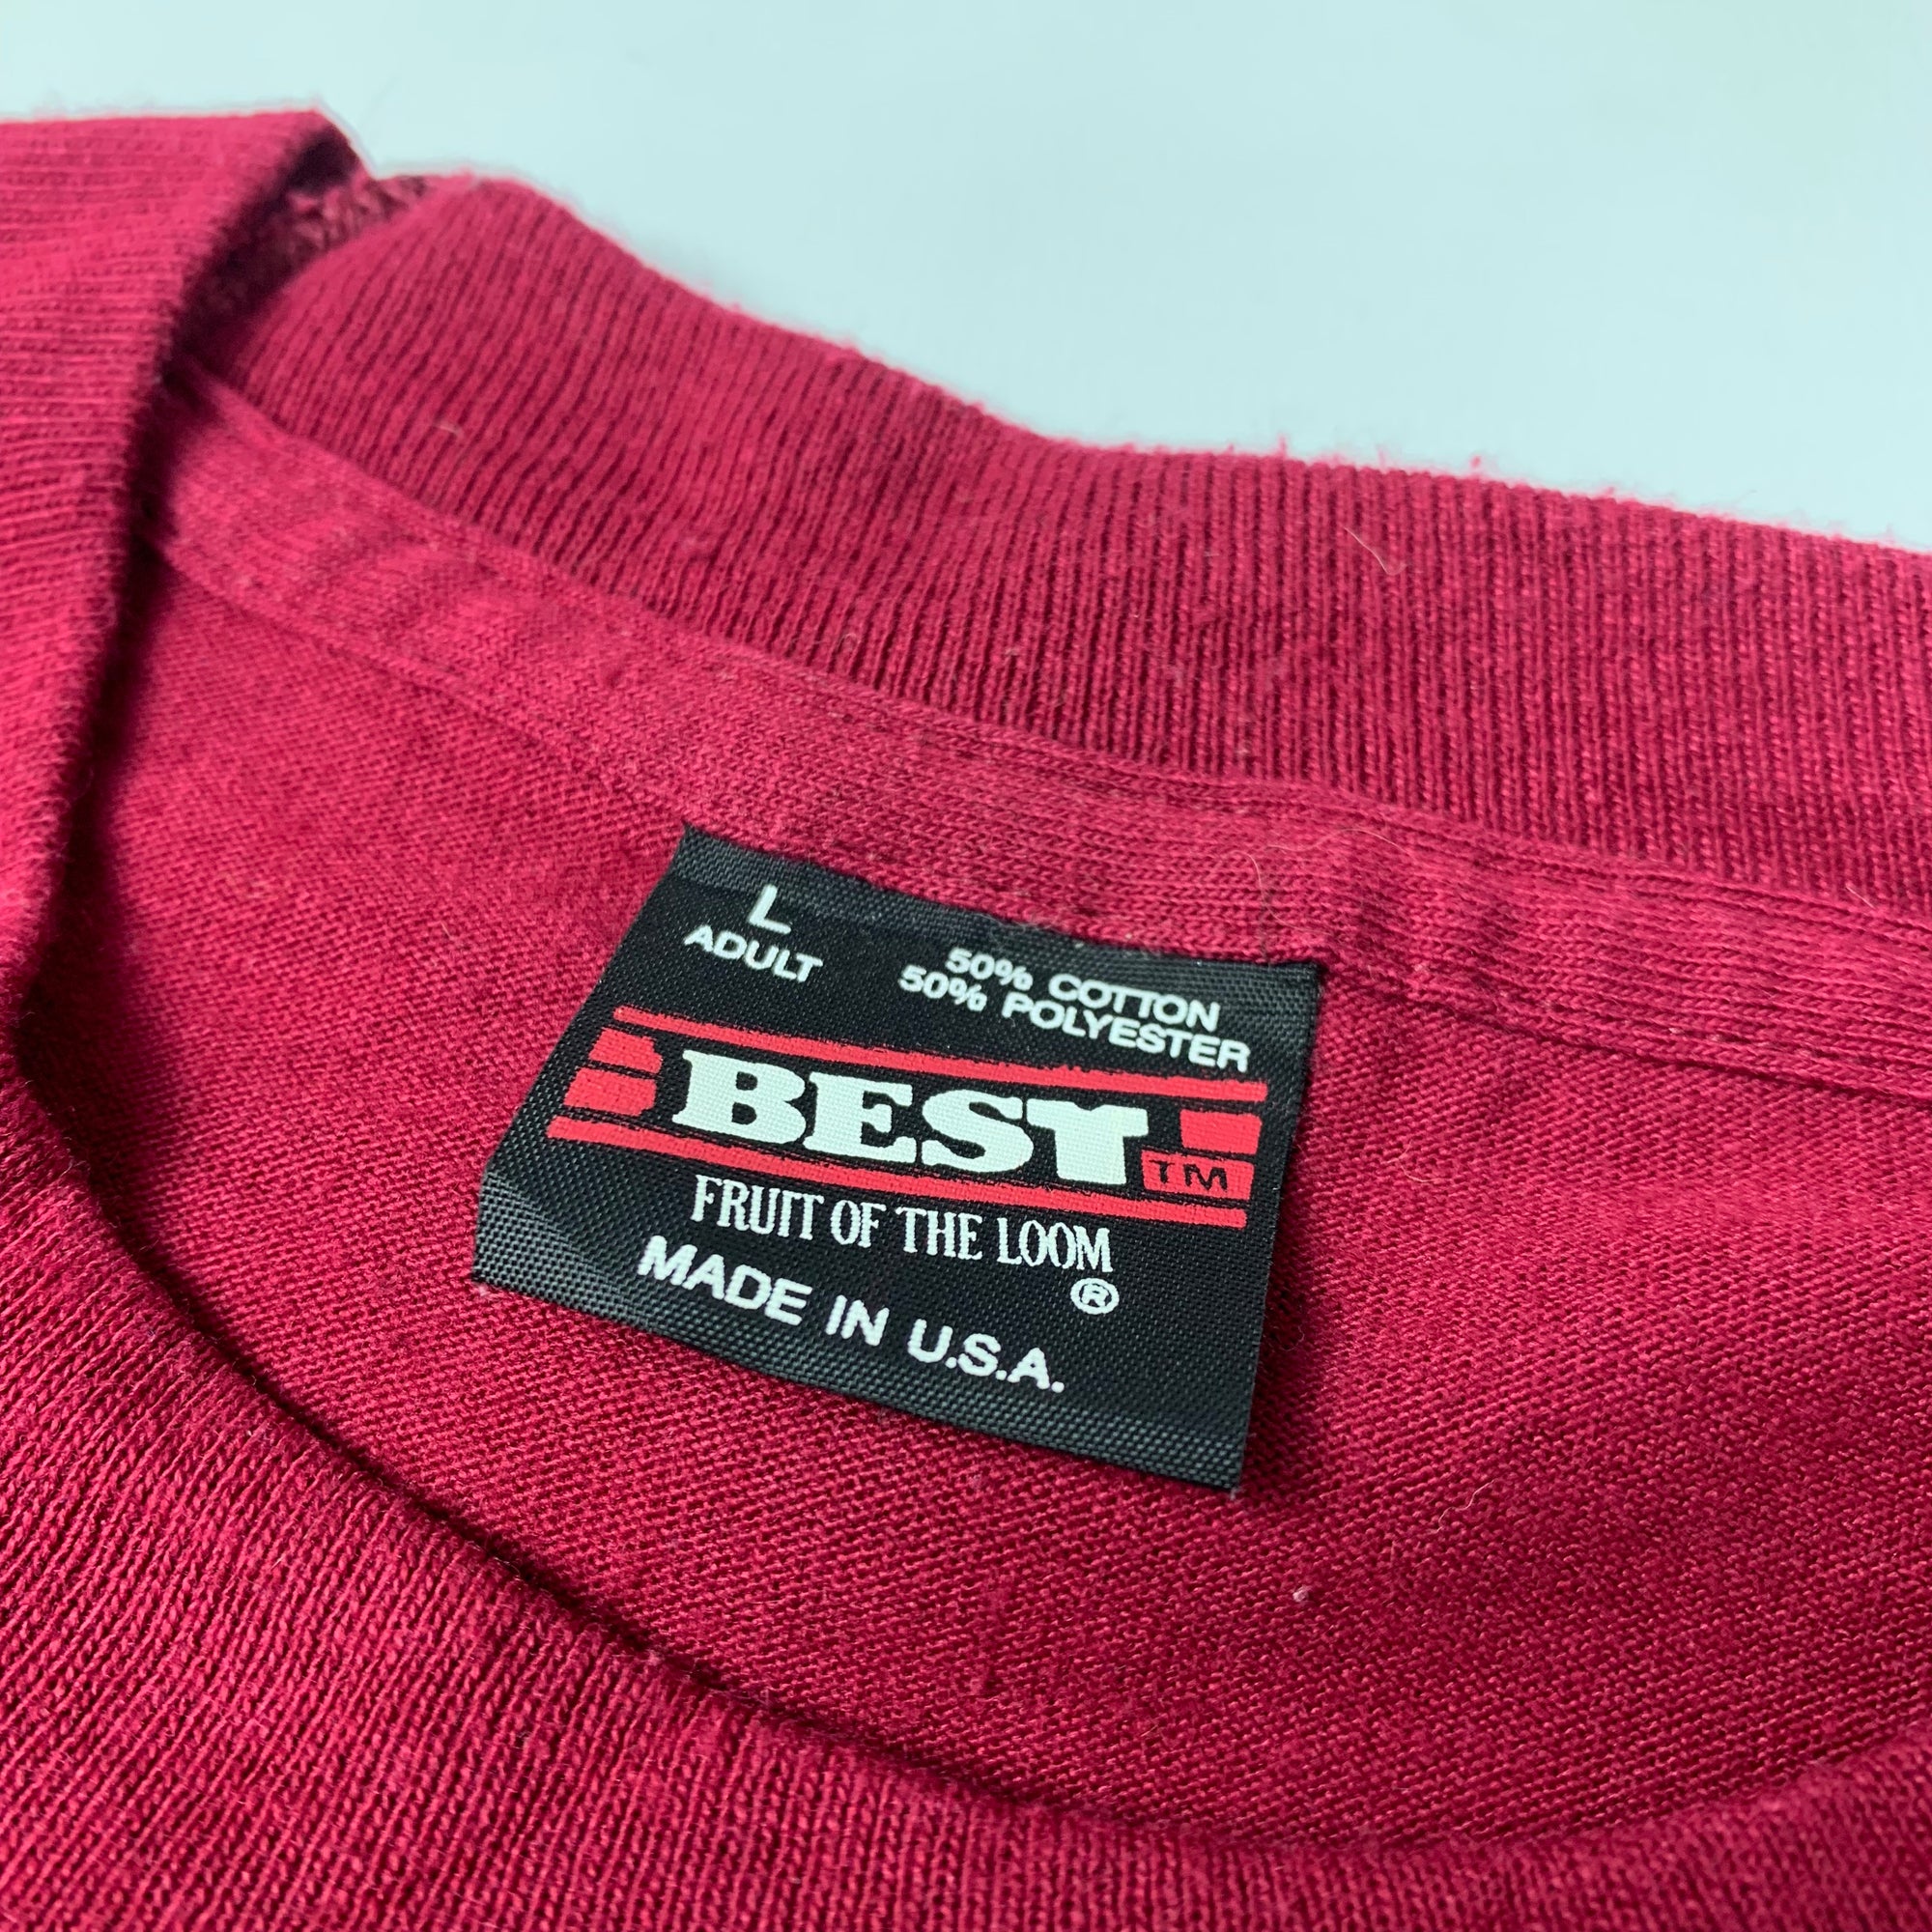 L
ADULT
50% COTTON
50% POLYESTER
BEST
TM
FRUIT OF THE LOOM
®
MADE IN U.S.A.